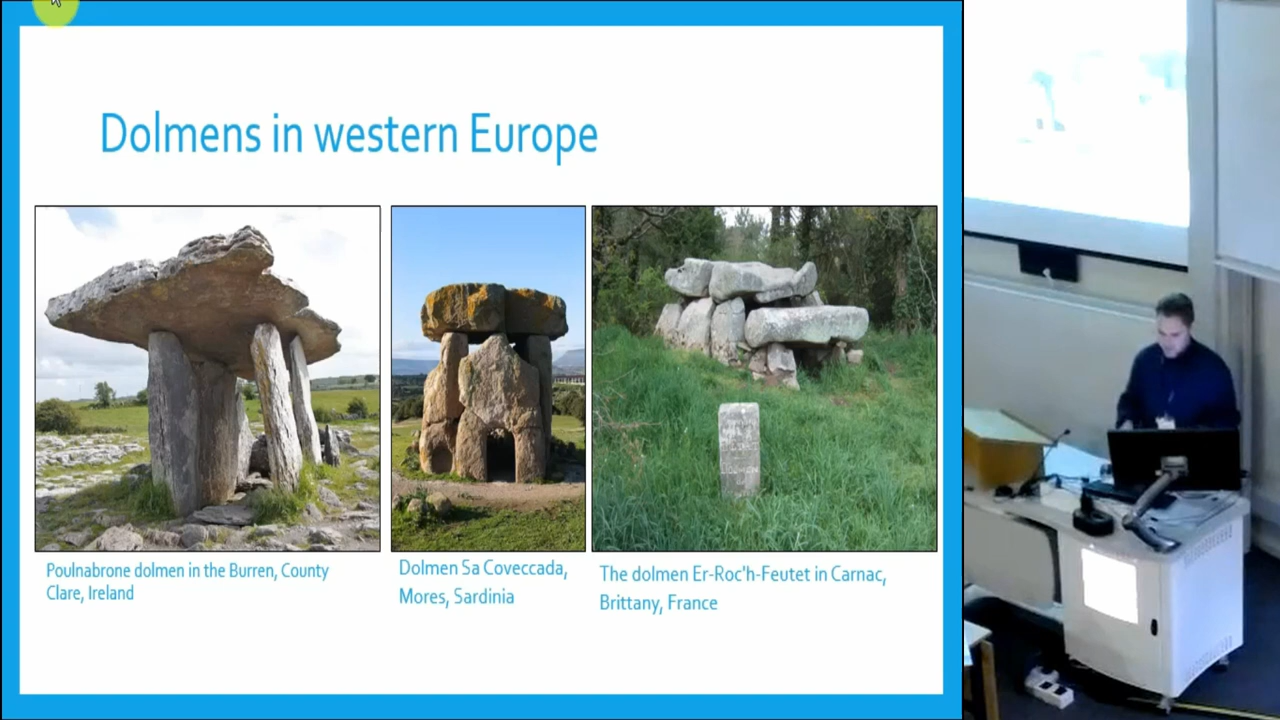 Dolmens in western Europe
Poulnabrone dolmen in the Burren, County
Clare, Ireland
Dolmen Sa Coveccada,
Mores, Sardinia
The dolmen Er-Roc'h-Feutet in Carnac,
Brittany, France